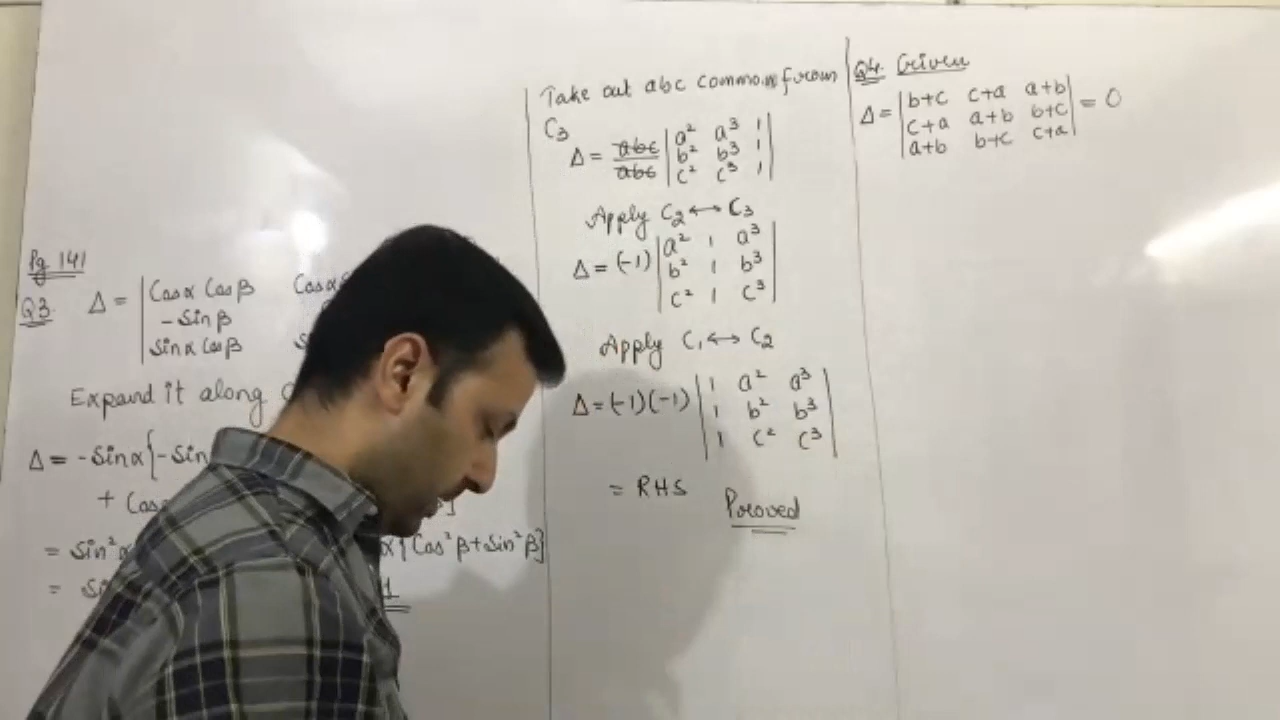 Pg 141
Q3. Δ = | Cosα Cosβ Cosα
-Sinβ
Sinα Cosβ
Expand it along
Δ = -Sinα{-Sin
+ Cos
= Sin²α α{Cos²β+Sin²β}
= 1
Take out abc common from
C₃
Δ = abc/abc | a² a³ 1 |
| b² b³ 1 |
| c² c³ 1 |
Apply C₂ ↔ C₃
Δ = (-1) | a² 1 a³ |
| b² 1 b³ |
| c² 1 c³ |
Apply C₁ ↔ C₂
Δ = (-1)(-1) | 1 a² a³ |
| 1 b² b³ |
| 1 c² c³ |
= RHS
Proved
Q4. Given
Δ = | b+c c+a a+b | = 0
| c+a a+b b+c |
| a+b b+c c+a |